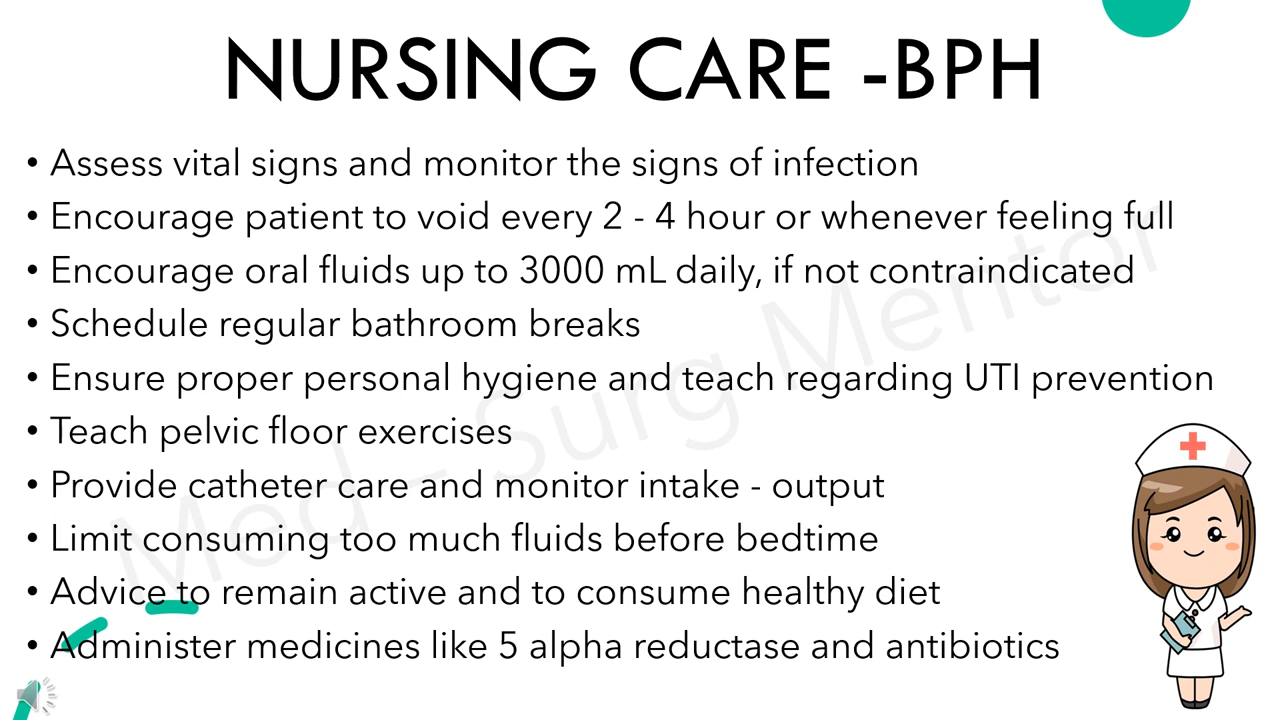 NURSING CARE -BPH
• Assess vital signs and monitor the signs of infection
• Encourage patient to void every 2 - 4 hour or whenever feeling full
• Encourage oral fluids up to 3000 mL daily, if not contraindicated
• Schedule regular bathroom breaks
• Ensure proper personal hygiene and teach regarding UTI prevention
• Teach pelvic floor exercises
• Provide catheter care and monitor intake - output
• Limit consuming too much fluids before bedtime
• Advice to remain active and to consume healthy diet
• Administer medicines like 5 alpha reductase and antibiotics
Med - Surg Mentor